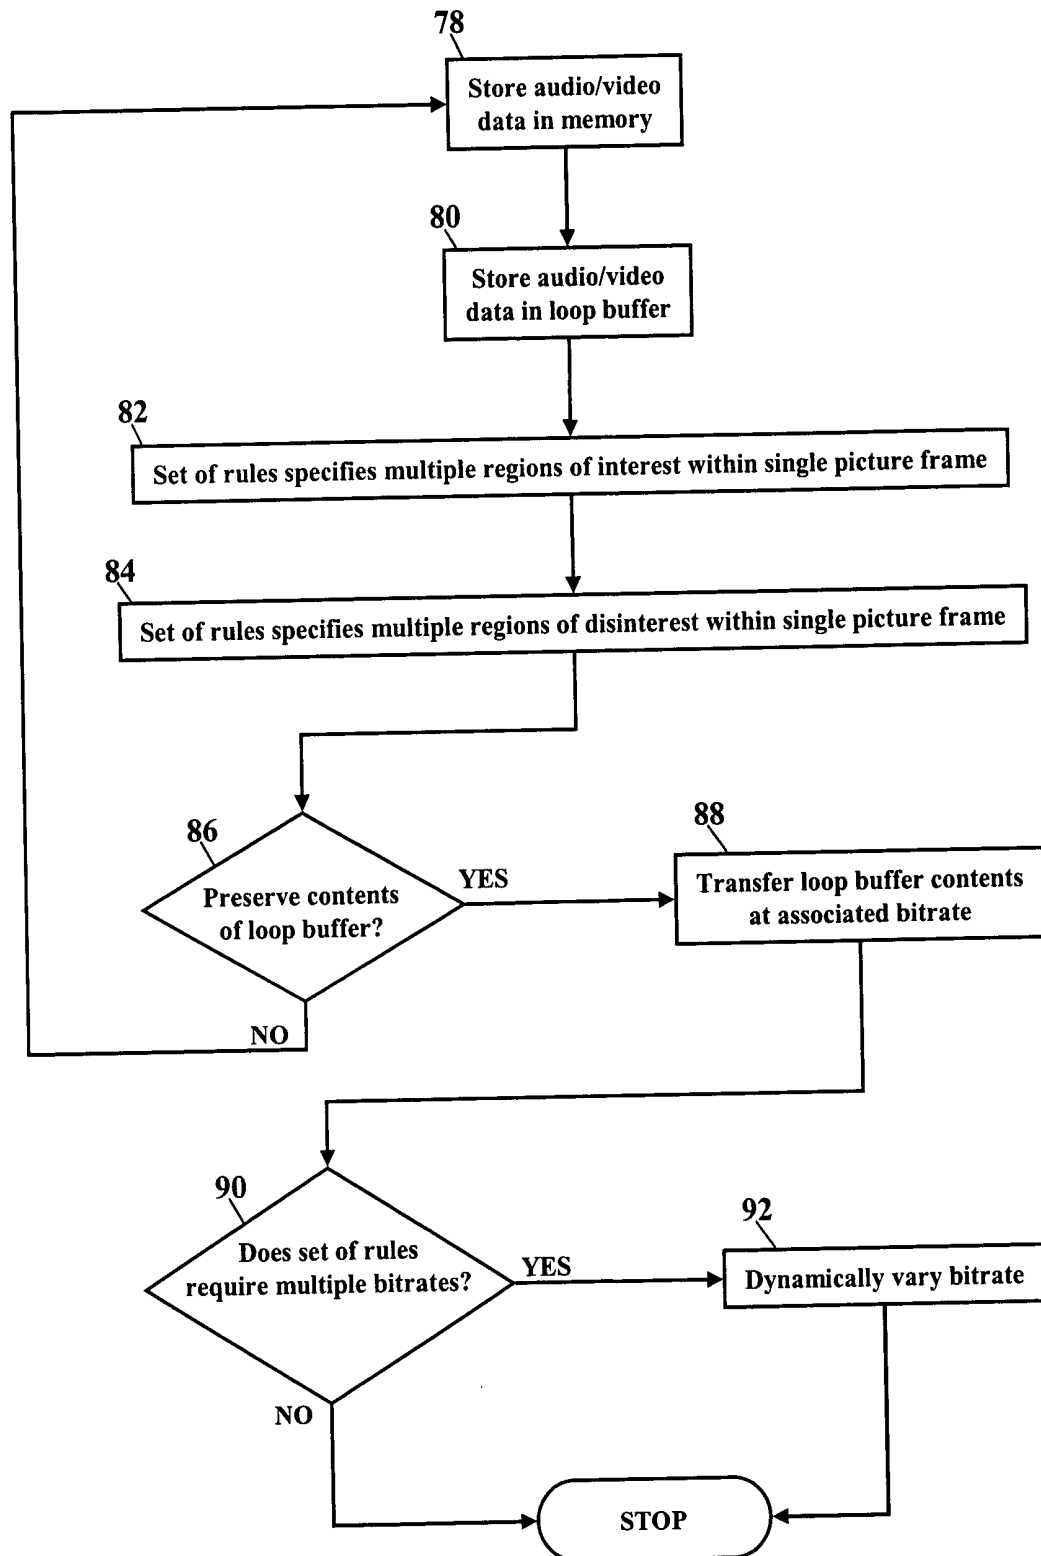 78
Store audio/video
data in memory
80
Store audio/video
data in loop buffer
82
Set of rules specifies multiple regions of interest within single picture frame
84
Set of rules specifies multiple regions of disinterest within single picture frame
86
Preserve contents
of loop buffer?
YES
NO
88
Transfer loop buffer contents
at associated bitrate
90
Does set of rules
require multiple bitrates?
YES
NO
92
Dynamically vary bitrate
STOP